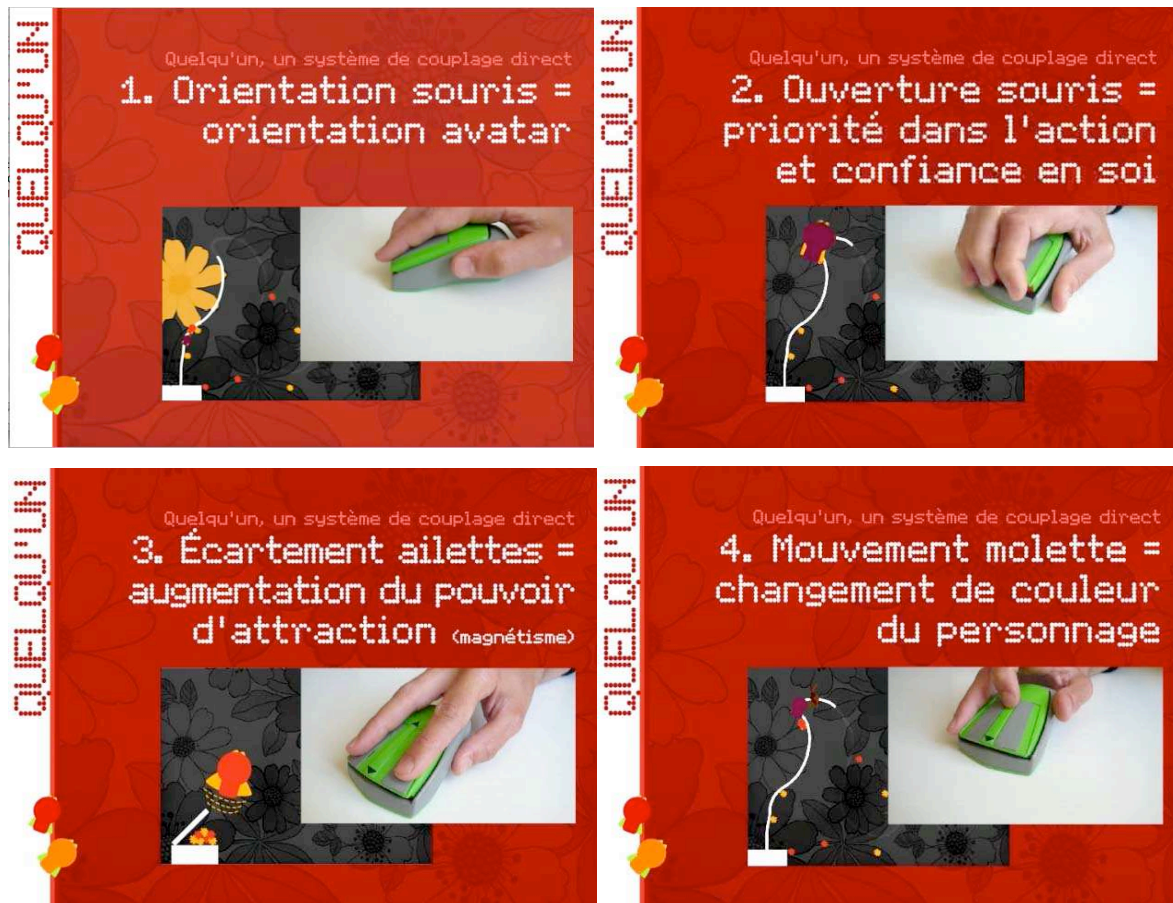 QUELQU'UN
Quelqu'un, un système de couplage direct
1. Orientation souris =
orientation avatar
QUELQU'UN
Quelqu'un, un système de couplage direct
2. Ouverture souris =
priorité dans l'action
et confiance en soi
QUELQU'UN
Quelqu'un, un système de couplage direct
3. Écartement ailettes =
augmentation du pouvoir
d'attraction (magnétisme)
QUELQU'UN
Quelqu'un, un système de couplage direct
4. Mouvement molette =
changement de couleur
du personnage